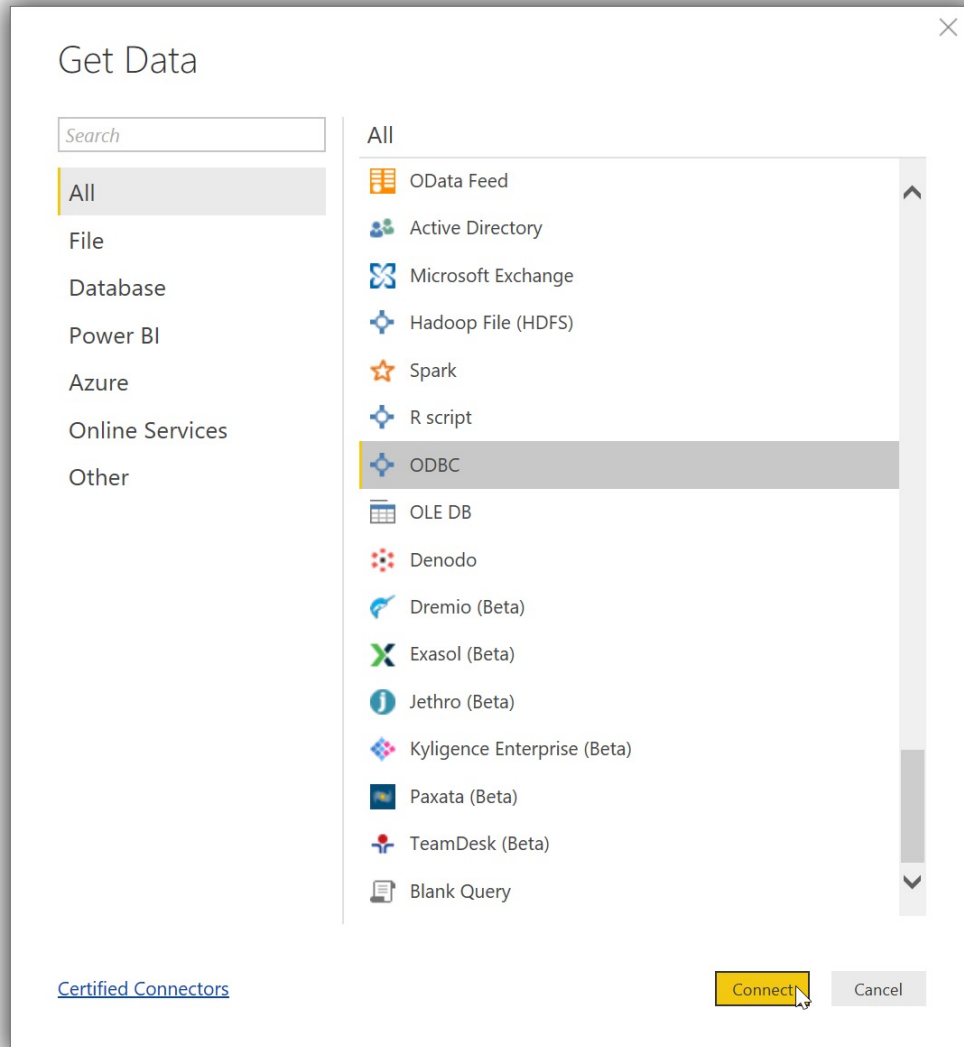 Get Data
Search
All
File
Database
Power BI
Azure
Online Services
Other
All
OData Feed
Active Directory
Microsoft Exchange
Hadoop File (HDFS)
Spark
R script
ODBC
OLE DB
Denodo
Dremio (Beta)
Exasol (Beta)
Jethro (Beta)
Kyligence Enterprise (Beta)
Paxata (Beta)
TeamDesk (Beta)
Blank Query
Certified Connectors
Connect
Cancel